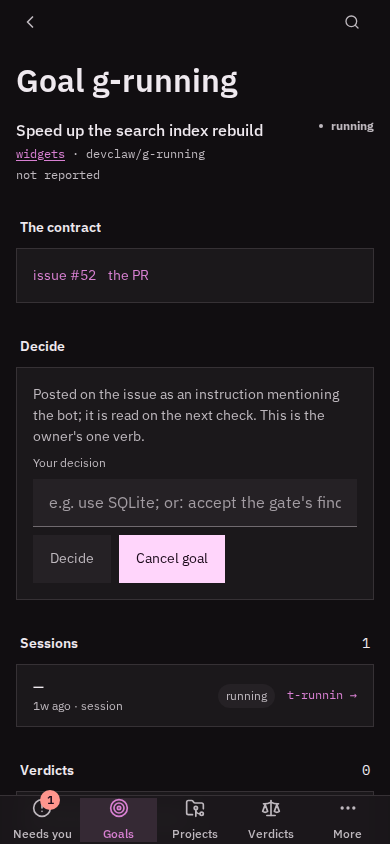 Goal g-running
Speed up the search index rebuild
• running
widgets · devclaw/g-running
not reported
The contract
issue #52 the PR
Decide
Posted on the issue as an instruction mentioning
the bot; it is read on the next check. This is the
owner's one verb.
Your decision
e.g. use SQLite; or: accept the gate's finc
Decide Cancel goal
Sessions 1
—
1w ago · session
running t-runnin →
Verdicts 0
1
Needs you Goals Projects Verdicts More